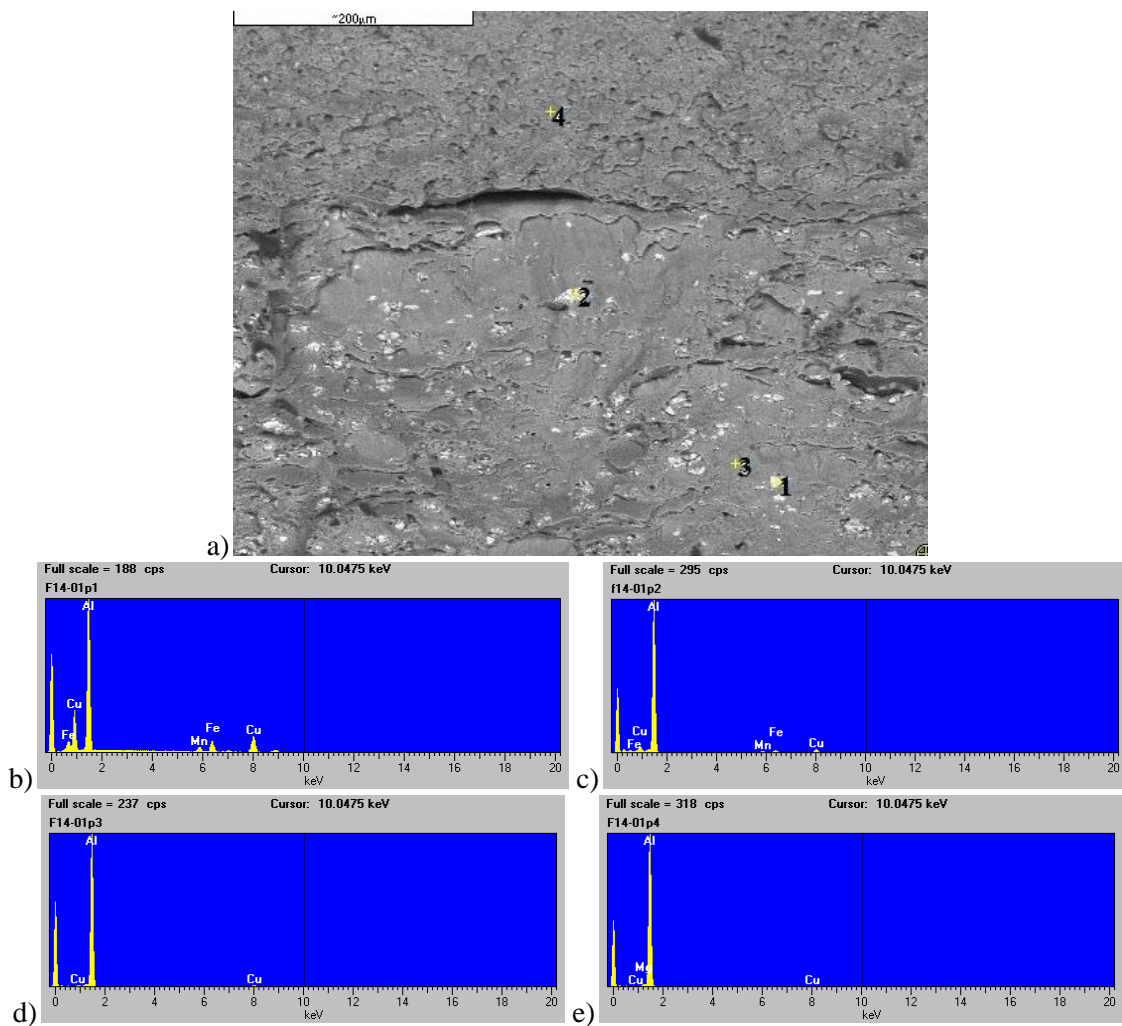 ~200µm
4
2
3
1
a)
Full scale = 188 cps Cursor: 10.0475 keV
F14-01p1
Al
Cu
Fe
Fe
Mn
Cu
0 2 4 6 8 10 12 14 16 18 20
keV
b)
Full scale = 295 cps Cursor: 10.0475 keV
f14-01p2
Al
Cu
Fe
Fe
Mn
Cu
0 2 4 6 8 10 12 14 16 18 20
keV
c)
Full scale = 237 cps Cursor: 10.0475 keV
F14-01p3
Al
Cu
Cu
0 2 4 6 8 10 12 14 16 18 20
keV
d)
Full scale = 318 cps Cursor: 10.0475 keV
F14-01p4
Al
Mg
Cu
Cu
0 2 4 6 8 10 12 14 16 18 20
keV
e)